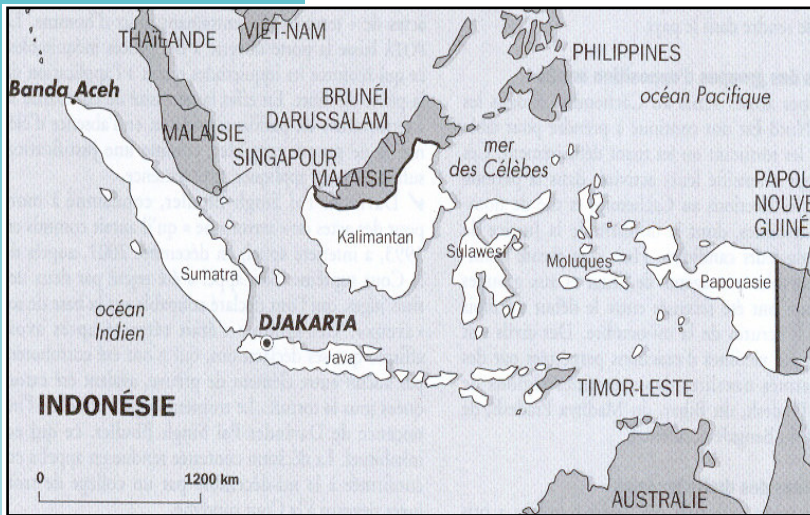 THAÏLANDE
VIÊT-NAM
PHILIPPINES
Banda Aceh
BRUNÉI
DARUSSALAM
océan Pacifique
MALAISIE
SINGAPOUR
MALAISIE
mer
des Célèbes
PAPOU
NOUVE
GUINÉ
Kalimantan
Sumatra
Sulawesi
Moluques
Papouasie
océan
Indien
DJAKARTA
Java
TIMOR-LESTE
INDONÉSIE
0
1200 km
AUSTRALIE